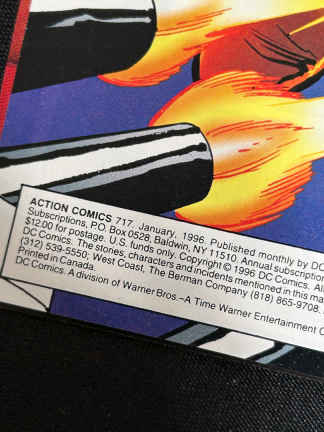 ACTION COMICS 717. January, 1996. Published monthly by DC
Subscriptions, P.O. Box 0528, Baldwin, NY 11510. Annual subscription
$12.00 for postage. U.S. funds only. Copyright © 1996 DC Comics. All
DC Comics. The stories, characters and incidents mentioned in this ma
(312) 539-5550; West Coast, The Berman Company (818) 865-9708.
Printed in Canada.
DC Comics. A division of Warner Bros.–A Time Warner Entertainment C